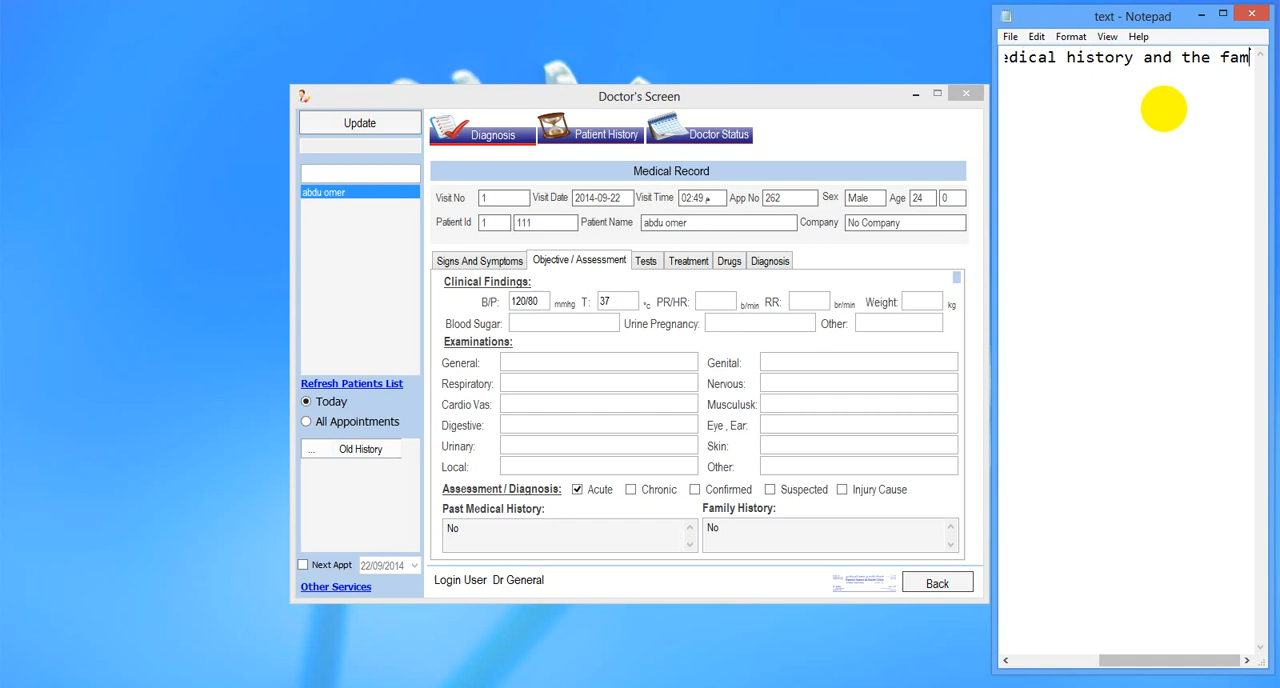 text - Notepad
File Edit Format View Help
edical history and the fam
Doctor's Screen
Update
Diagnosis Patient History Doctor Status
abdu omer
Medical Record
Visit No 1 Visit Date 2014-09-22 Visit Time 02:49 م App No 262 Sex Male Age 24 0
Patient Id 1 111 Patient Name abdu omer Company No Company
Signs And Symptoms Objective / Assessment Tests Treatment Drugs Diagnosis
Clinical Findings:
B/P: 120/80 mmhg T: 37 °c PR/HR: b/min RR: br/min Weight: kg
Blood Sugar: Urine Pregnancy: Other:
Examinations:
General: Genital:
Respiratory: Nervous:
Cardio Vas: Musculusk:
Digestive: Eye , Ear:
Urinary: Skin:
Local: Other:
Assessment / Diagnosis: Acute Chronic Confirmed Suspected Injury Cause
Past Medical History: Family History:
No No
Refresh Patients List
Today
All Appointments
... Old History
Next Appt 22/09/2014
Other Services
Login User Dr General
Back